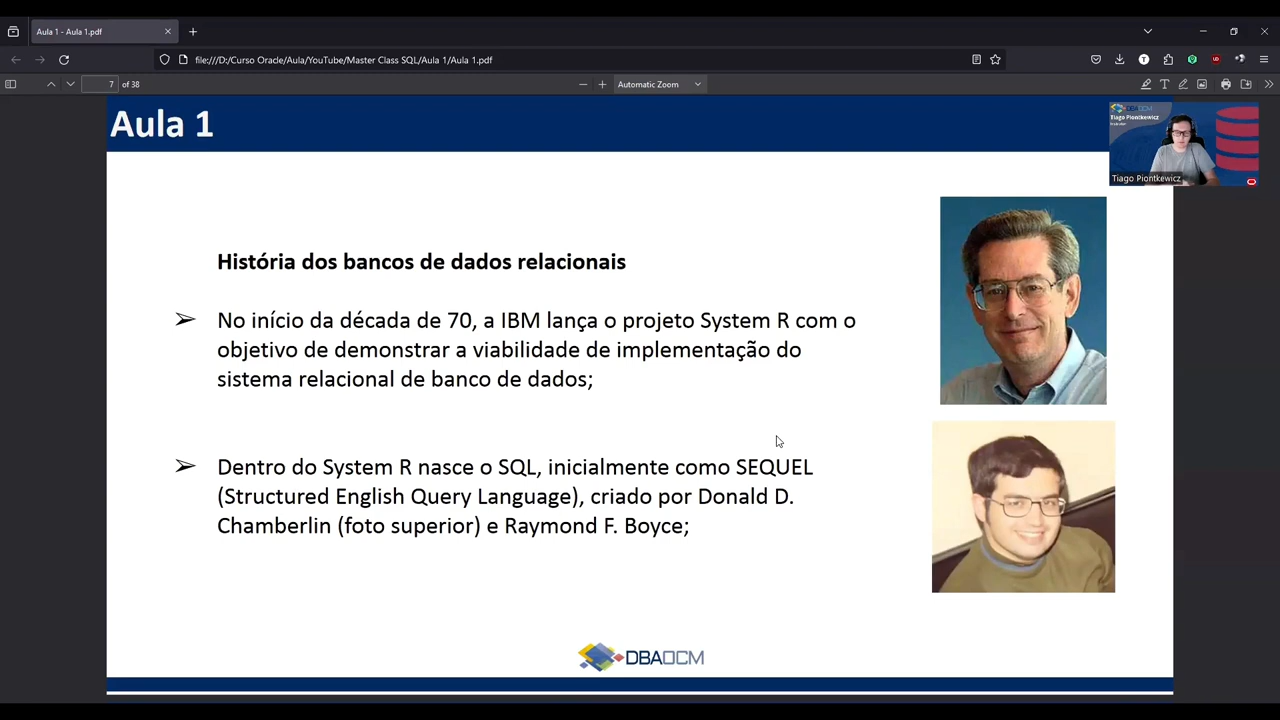 Aula 1 - Aula 1.pdf
file:///D:/Curso Oracle/Aula/YouTube/Master Class SQL/Aula 1/Aula 1.pdf
7 of 38
Automatic Zoom
Aula 1
DBAOCM
Tiago Piontkewicz
Tiago Piontkewicz
História dos bancos de dados relacionais
➢ No início da década de 70, a IBM lança o projeto System R com o
objetivo de demonstrar a viabilidade de implementação do
sistema relacional de banco de dados;
➢ Dentro do System R nasce o SQL, inicialmente como SEQUEL
(Structured English Query Language), criado por Donald D.
Chamberlin (foto superior) e Raymond F. Boyce;
DBAOCM